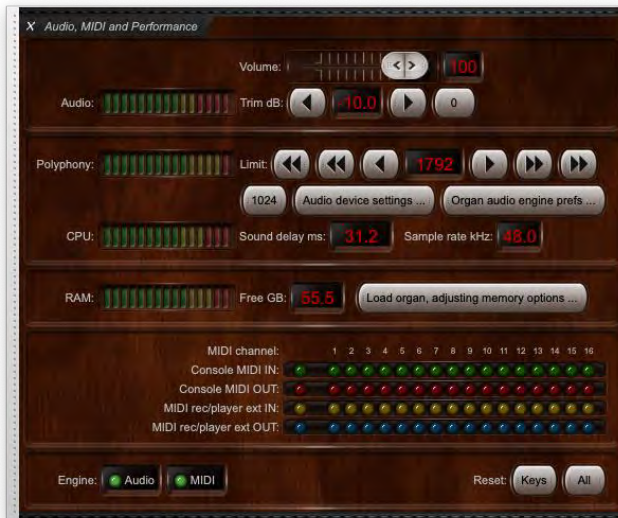 X Audio, MIDI and Performance
Volume: < > 100
Audio: Trim dB: -10.0 0
Polyphony: Limit: 1792
1024 Audio device settings ... Organ audio engine prefs ...
CPU: Sound delay ms: 31.2 Sample rate kHz: 48.0
RAM: Free GB: 55.5 Load organ, adjusting memory options ...
MIDI channel: 1 2 3 4 5 6 7 8 9 10 11 12 13 14 15 16
Console MIDI IN:
Console MIDI OUT:
MIDI rec/player ext IN:
MIDI rec/player ext OUT:
Engine: Audio MIDI Reset: Keys All